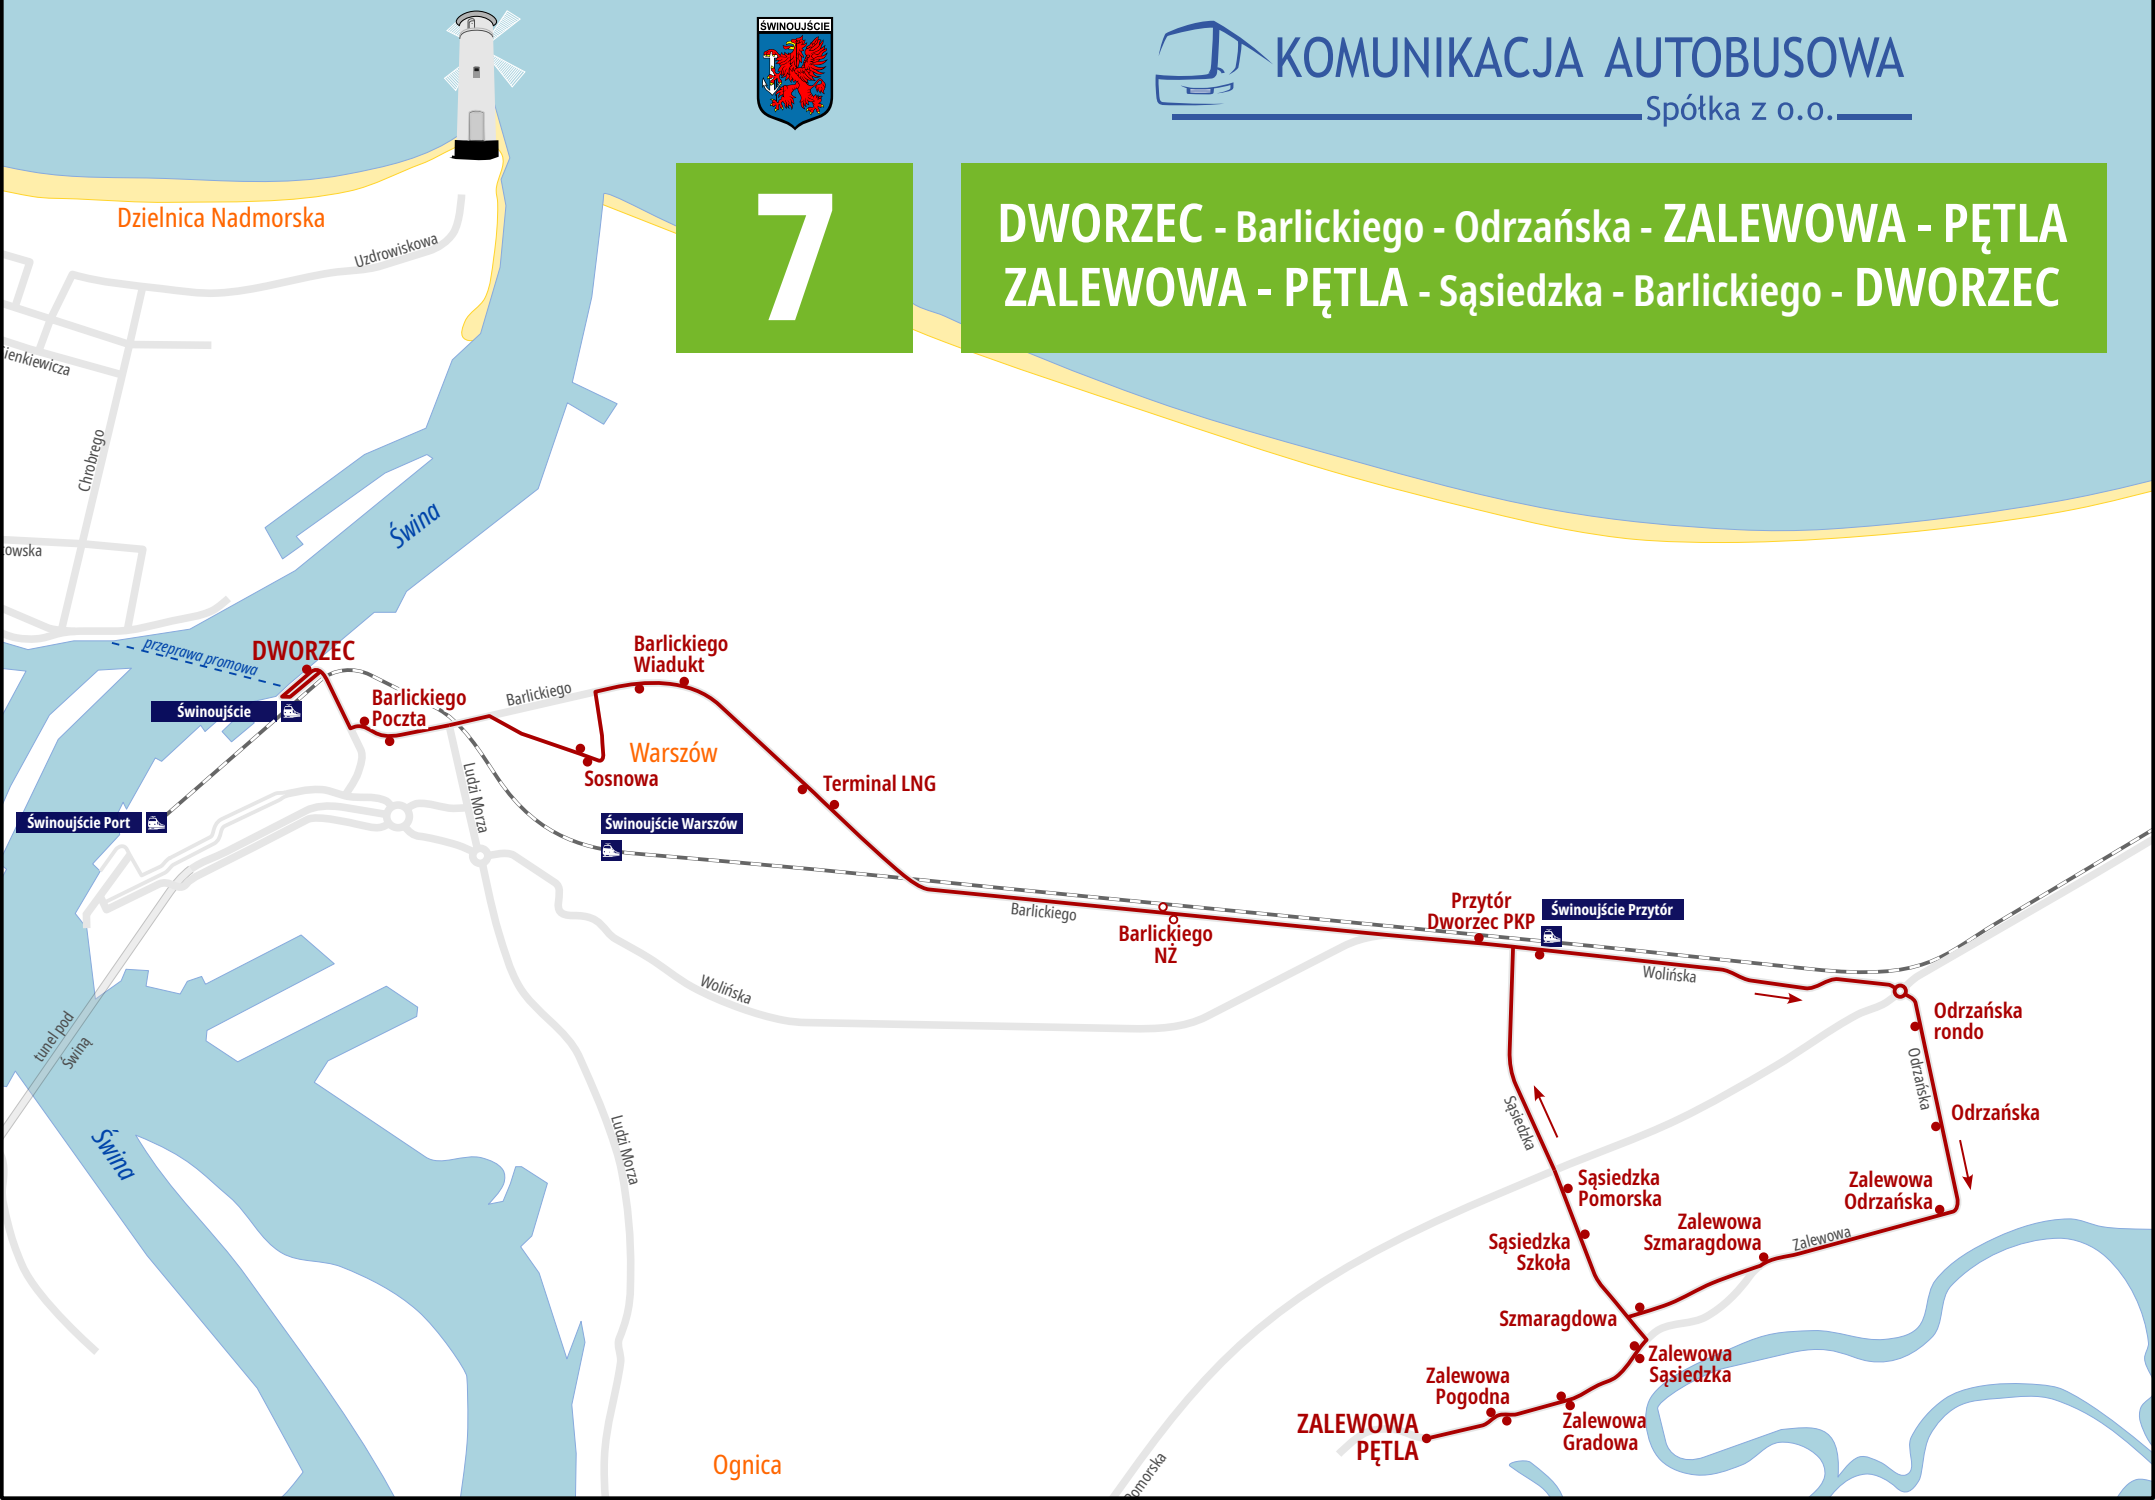 ŚWINOUJŚCIE
KOMUNIKACJA AUTOBUSOWA
Spółka z o.o.
7
DWORZEC - Barlickiego - Odrzańska - ZALEWOWA - PĘTLA
ZALEWOWA - PĘTLA - Sąsiedzka - Barlickiego - DWORZEC
Dzielnica Nadmorska
Uzdrowiskowa
ienkiewicza
Chrobrego
Świna
owska
przeprawa promowa
DWORZEC
Świnoujście
Barlickiego
Poczta
Barlickiego
Barlickiego
Wiadukt
Warszów
Sosnowa
Terminal LNG
Ludzi Morza
Świnoujście Port
Świnoujście Warszów
Barlickiego
Barlickiego
NŻ
Przytór
Dworzec PKP
Świnoujście Przytór
Wolińska
Wolińska
tunel pod
Świną
Świna
Ludzi Morza
Odrzańska
rondo
Odrzańska
Odrzańska
Sąsiedzka
Sąsiedzka
Pomorska
Zalewowa
Odrzańska
Zalewowa
Szmaragdowa
Zalewowa
Sąsiedzka
Szkoła
Szmaragdowa
Zalewowa
Sąsiedzka
Zalewowa
Pogodna
Zalewowa
Gradowa
ZALEWOWA
PĘTLA
Ognica
Pomorska